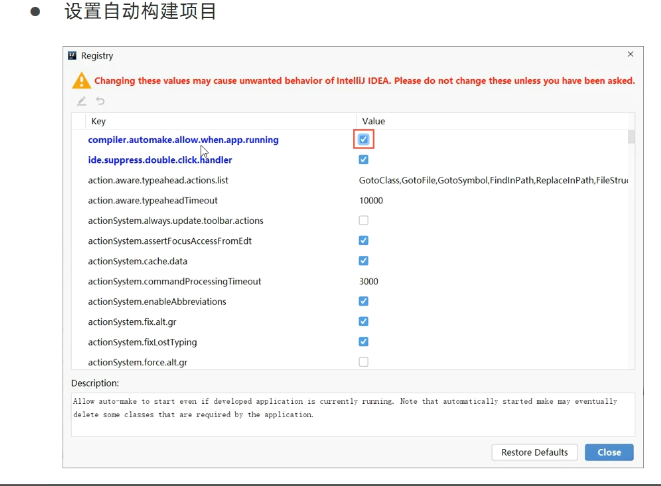 设置自动构建项目
Registry
Changing these values may cause unwanted behavior of IntelliJ IDEA. Please do not change these unless you have been asked.
Key Value
compiler.automake.allow.when.app.running
ide.suppress.double.click.handler
action.aware.typeahead.actions.list GotoClass,GotoFile,GotoSymbol,FindInPath,ReplaceInPath,FileStru
action.aware.typeaheadTimeout 10000
actionSystem.always.update.toolbar.actions
actionSystem.assertFocusAccessFromEdt
actionSystem.cache.data
actionSystem.commandProcessingTimeout 3000
actionSystem.enableAbbreviations
actionSystem.fix.alt.gr
actionSystem.fixLostTyping
actionSystem.force.alt.gr
Description:
Allow auto-make to start even if developed application is currently running. Note that automatically started make may eventually
delete some classes that are required by the application.
Restore Defaults Close